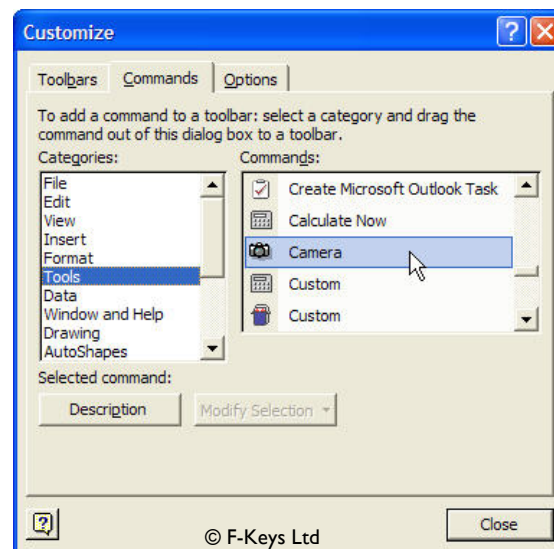 Customize
Toolbars
Commands
Options
To add a command to a toolbar: select a category and drag the
command out of this dialog box to a toolbar.
Categories:
Commands:
File
Edit
View
Insert
Format
Tools
Data
Window and Help
Drawing
AutoShapes
Create Microsoft Outlook Task
Calculate Now
Camera
Custom
Custom
Selected command:
Description
Modify Selection
© F-Keys Ltd
Close